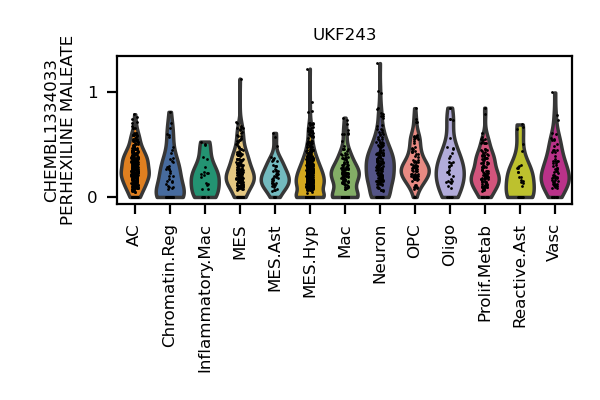 UKF243
CHEMBL1334033
PERHEXILINE MALEATE
1
0
AC
Chromatin.Reg
Inflammatory.Mac
MES
MES.Ast
MES.Hyp
Mac
Neuron
OPC
Oligo
Prolif.Metab
Reactive.Ast
Vasc